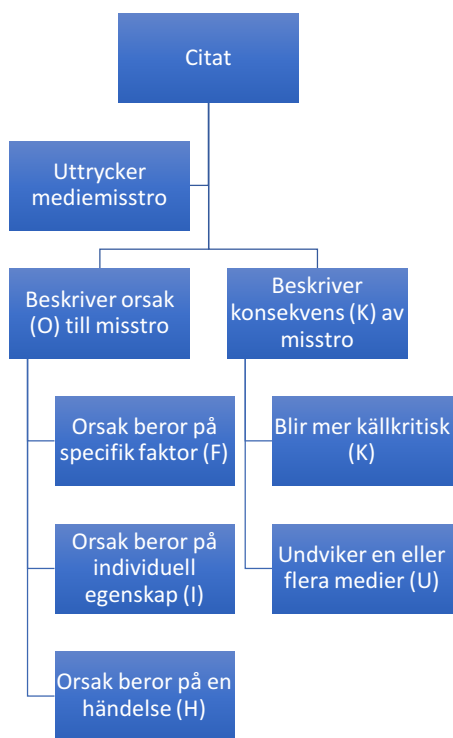 Citat
Uttrycker
mediemisstro
Beskriver orsak
(O) till misstro
Beskriver
konsekvens (K) av
misstro
Orsak beror på
specifik faktor (F)
Blir mer källkritisk
(K)
Orsak beror på
individuell
egenskap (I)
Undviker en eller
flera medier (U)
Orsak beror på en
händelse (H)